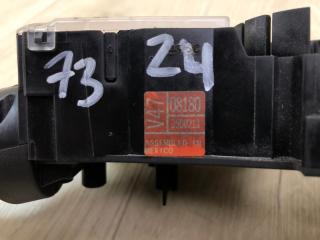 73 24
V47
08180
ASSEMBLED IN
MEXICO